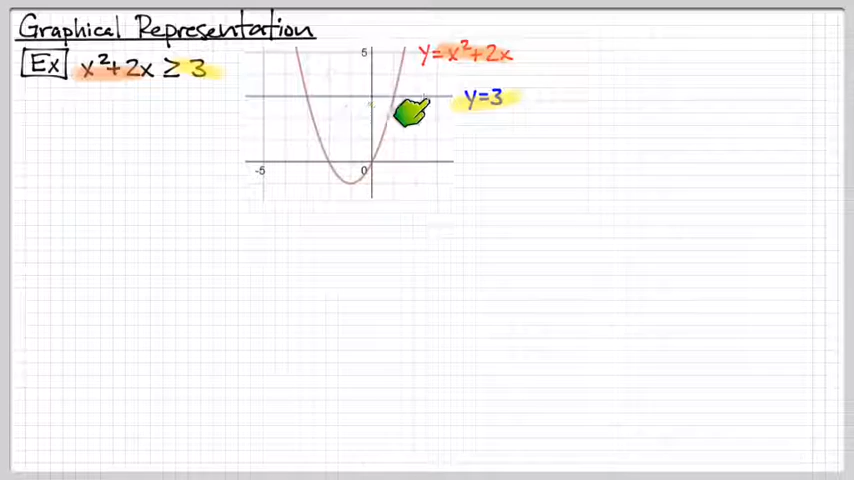 Graphical Representation
Ex x²+2x ≥ 3
y=x²+2x
y=3
5
-5
0